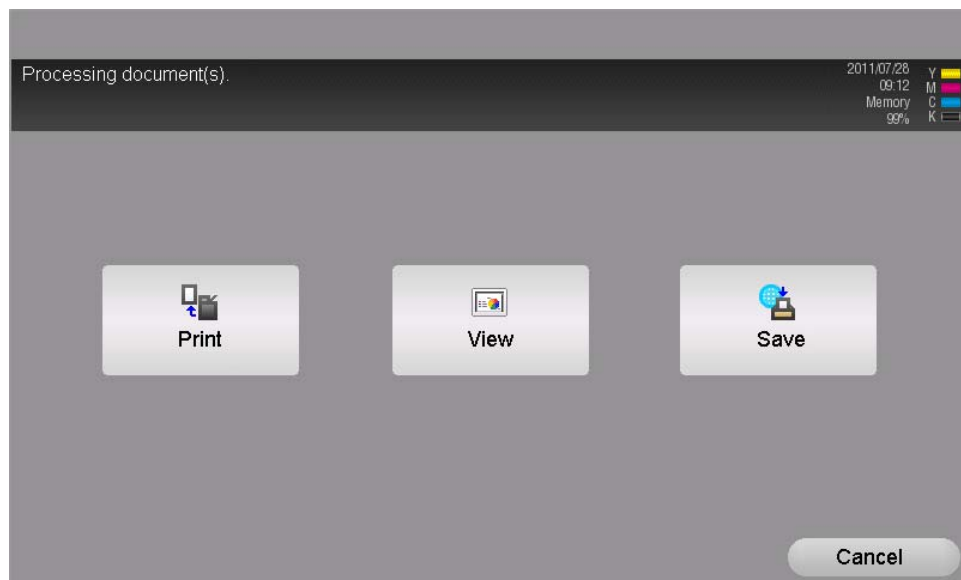 Processing document(s).
2011/07/28
09:12
Memory
99%
Y
M
C
K
Print
View
Save
Cancel